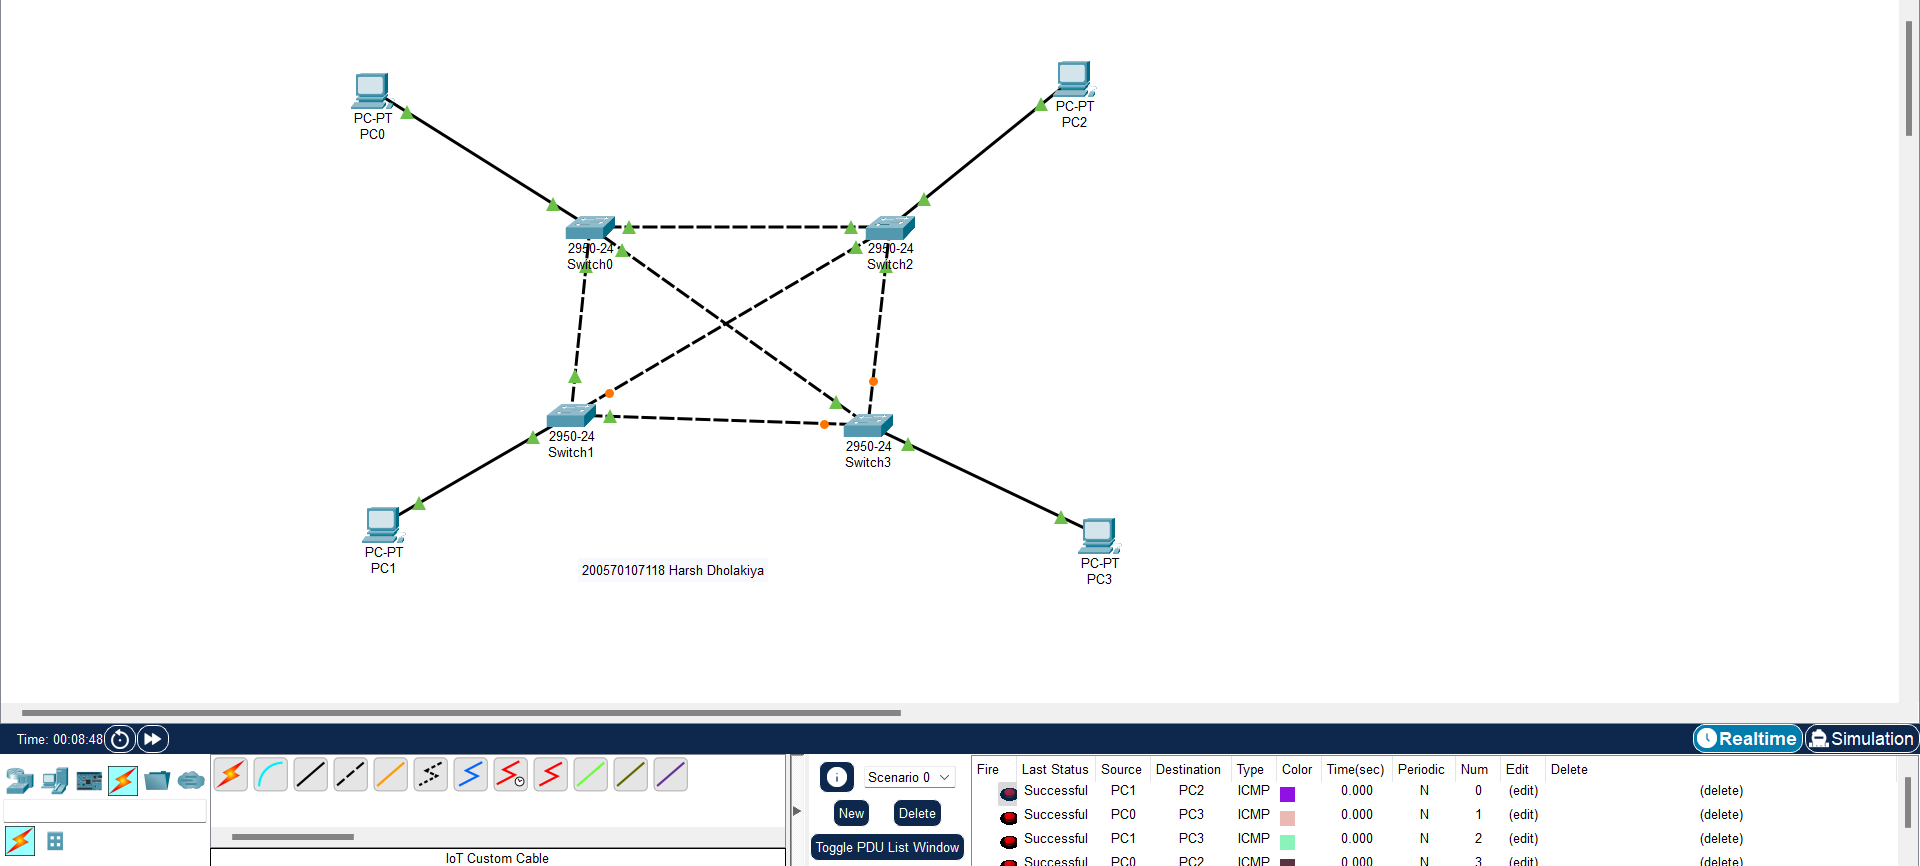 PC-PT
PC0
PC-PT
PC2
2950-24
Switch0
2950-24
Switch2
2950-24
Switch1
2950-24
Switch3
PC-PT
PC1
200570107118 Harsh Dholakiya
PC-PT
PC3
Time: 00:08:48
Realtime
Simulation
Scenario 0
New
Delete
Toggle PDU List Window
IoT Custom Cable
Fire Last Status Source Destination Type Color Time(sec) Periodic Num Edit Delete
Successful PC1 PC2 ICMP 0.000 N 0 (edit) (delete)
Successful PC0 PC3 ICMP 0.000 N 1 (edit) (delete)
Successful PC1 PC3 ICMP 0.000 N 2 (edit) (delete)
Successful PC0 PC2 ICMP 0.000 N 3 (edit) (delete)